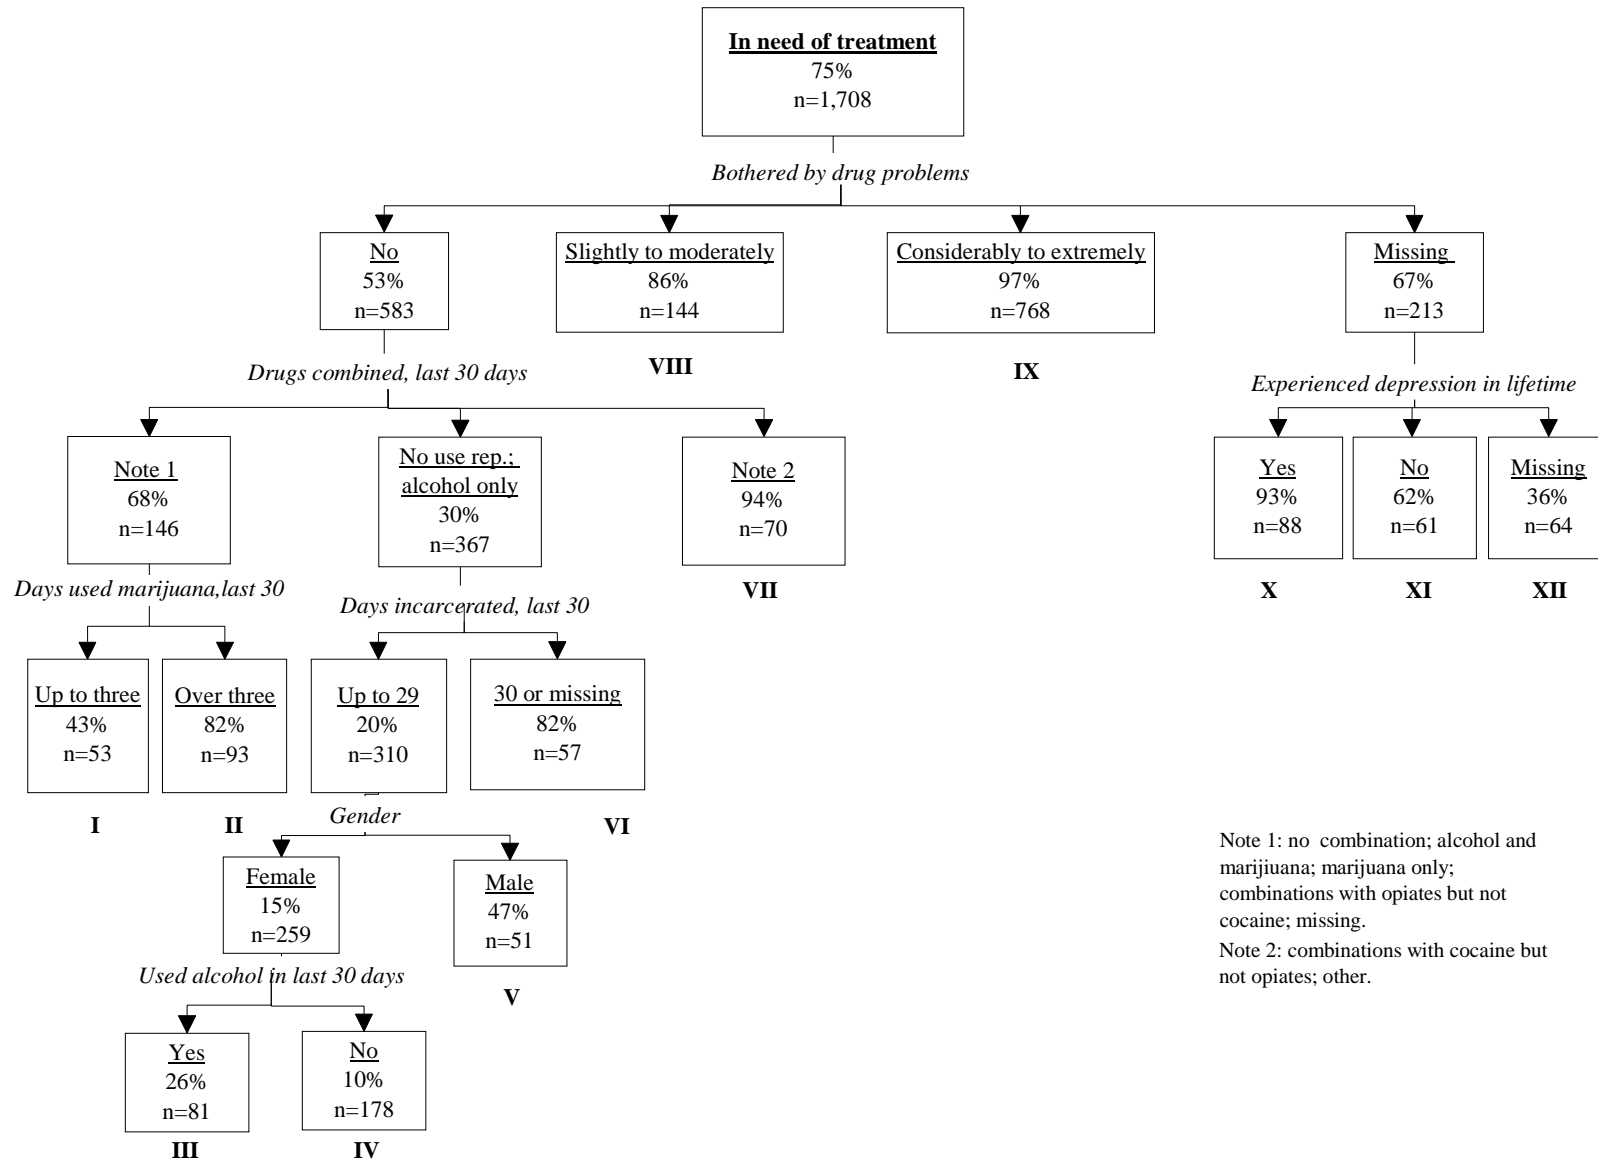 In need of treatment
75%
n=1,708
Bothered by drug problems
No
53%
n=583
Slightly to moderately
86%
n=144
VIII
Considerably to extremely
97%
n=768
IX
Missing
67%
n=213
Drugs combined, last 30 days
Experienced depression in lifetime
Note 1
68%
n=146
No use rep.;
alcohol only
30%
n=367
Note 2
94%
n=70
VII
Yes
93%
n=88
X
No
62%
n=61
XI
Missing
36%
n=64
XII
Days used marijuana,last 30
Days incarcerated, last 30
Up to three
43%
n=53
I
Over three
82%
n=93
II
Up to 29
20%
n=310
30 or missing
82%
n=57
VI
Gender
Female
15%
n=259
Male
47%
n=51
V
Used alcohol in last 30 days
Yes
26%
n=81
III
No
10%
n=178
IV
Note 1: no combination; alcohol and
marijiuana; marijuana only;
combinations with opiates but not
cocaine; missing.
Note 2: combinations with cocaine but
not opiates; other.